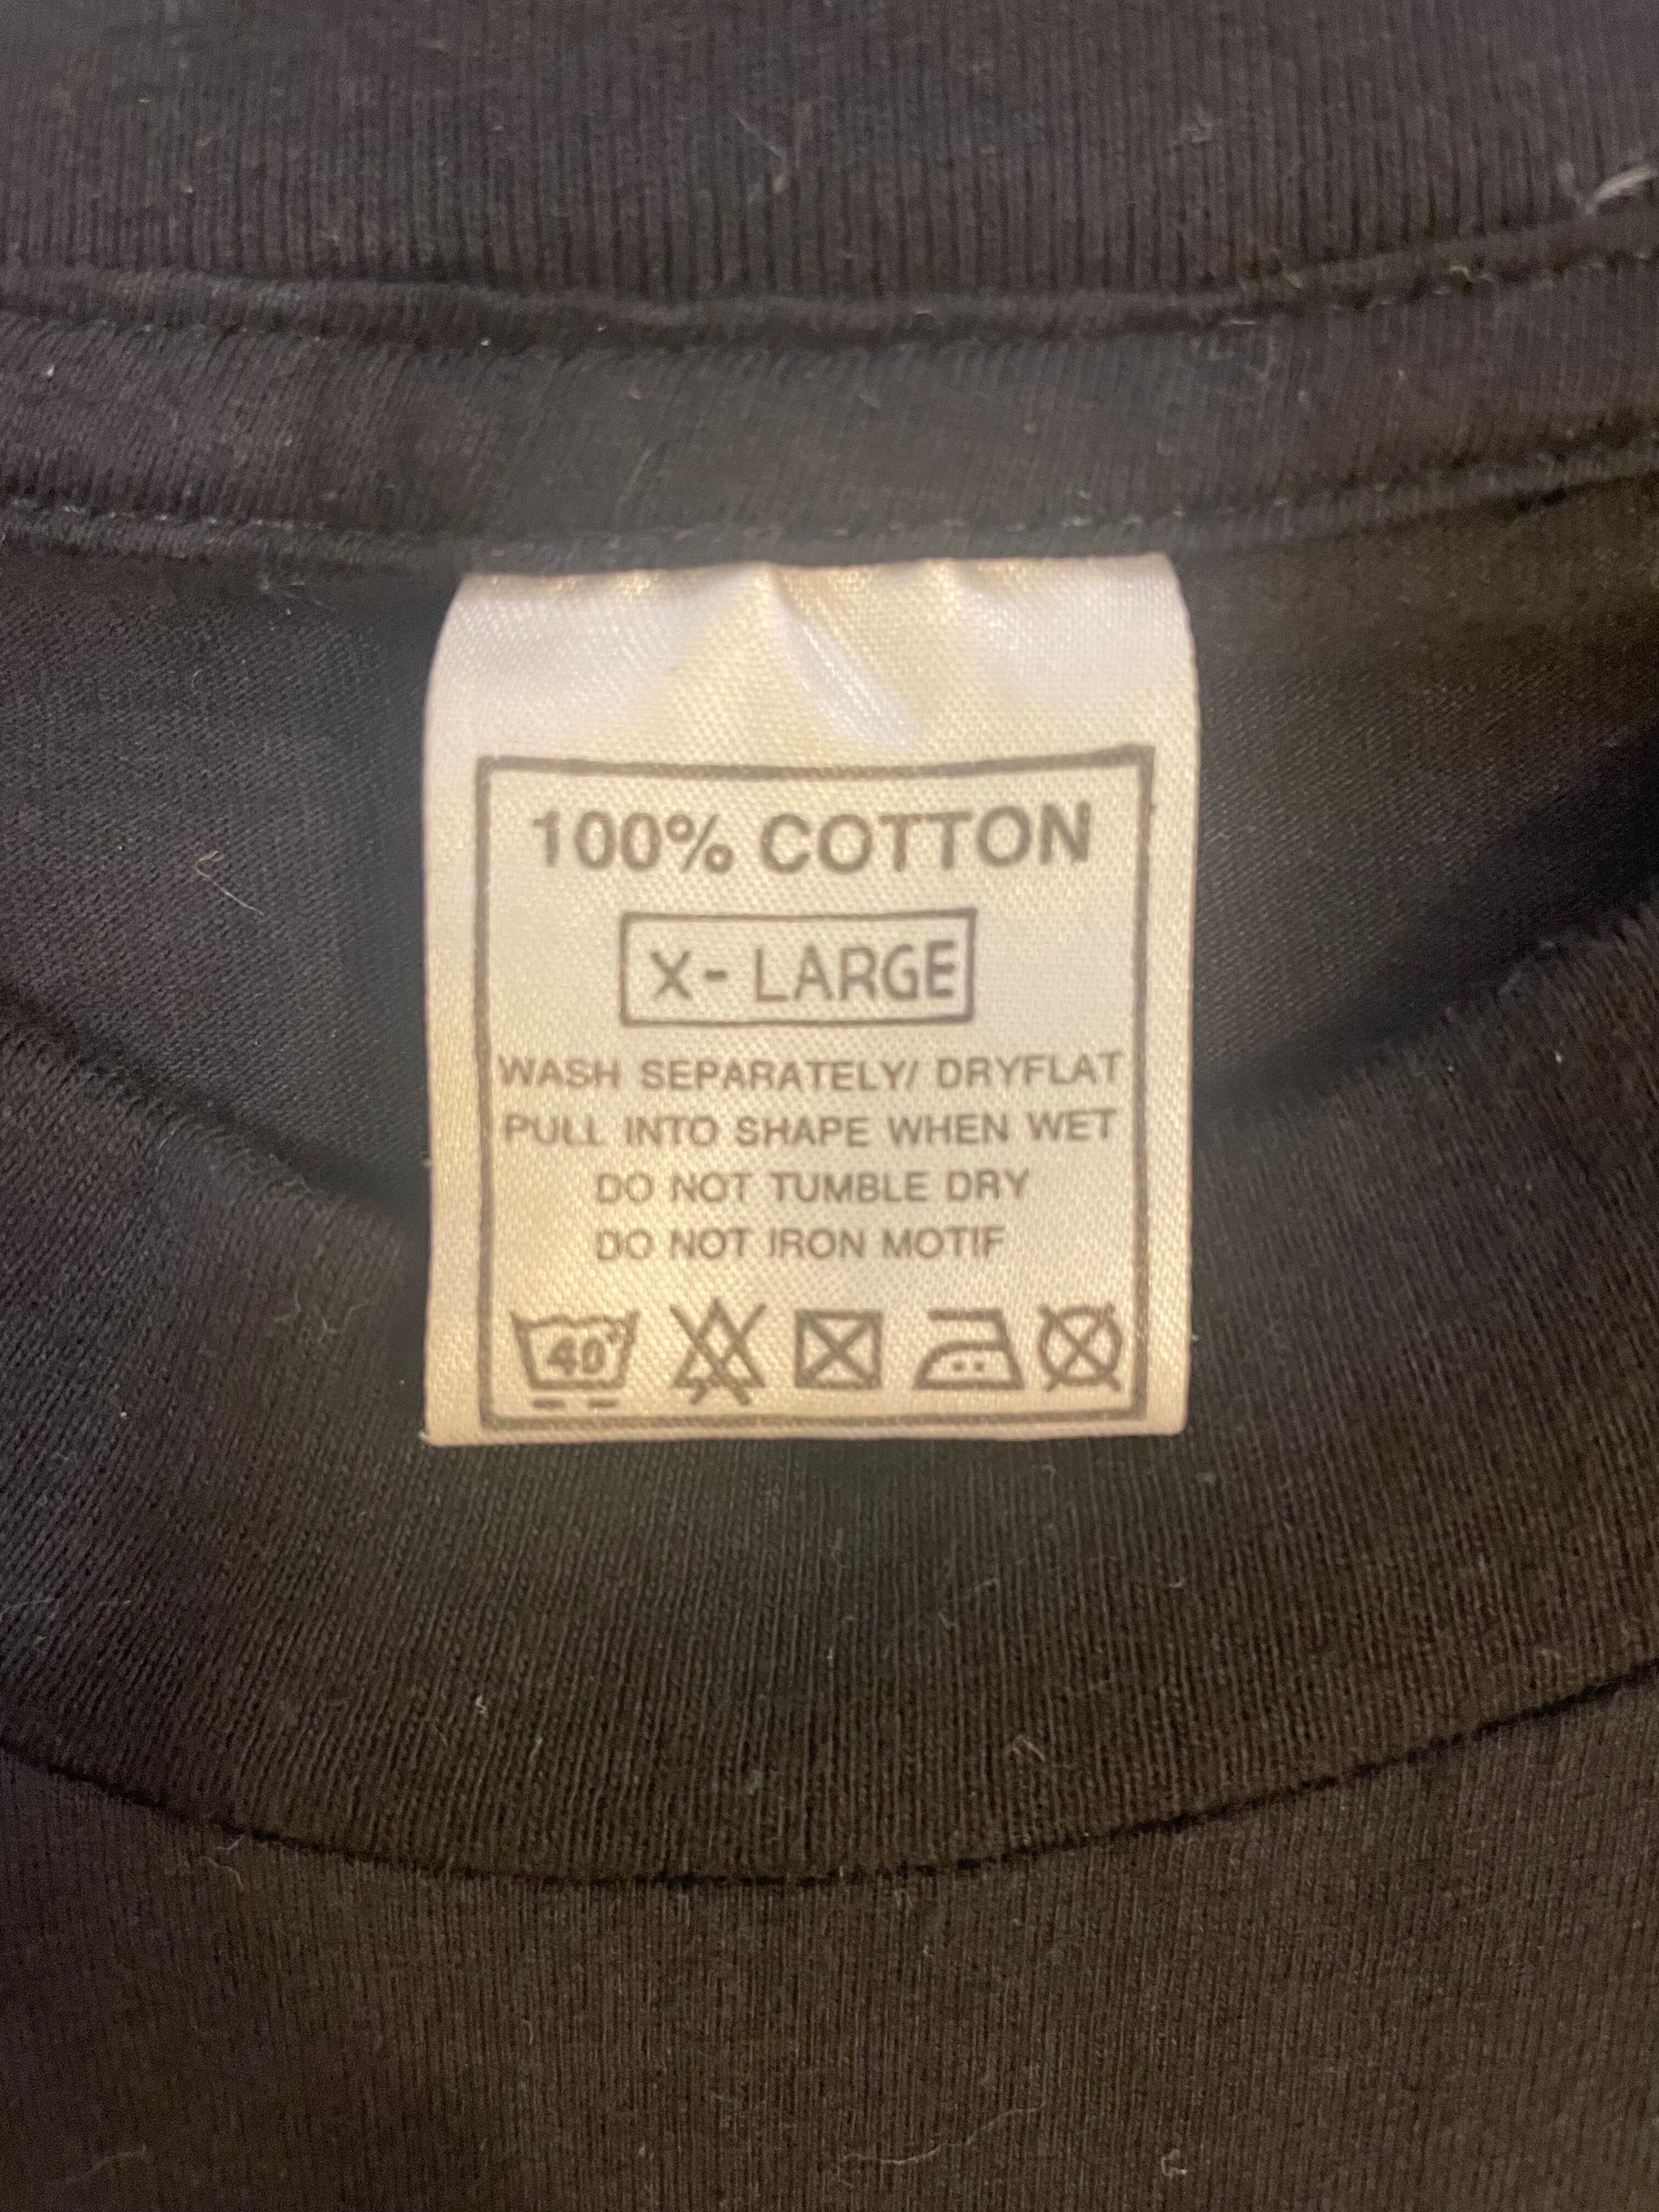 100% COTTON
X-LARGE
WASH SEPARATELY/ DRYFLAT
PULL INTO SHAPE WHEN WET
DO NOT TUMBLE DRY
DO NOT IRON MOTIF
40°